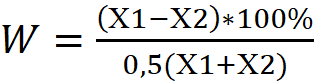 W = (X1−X2)∗100% / 0,5(X1+X2)